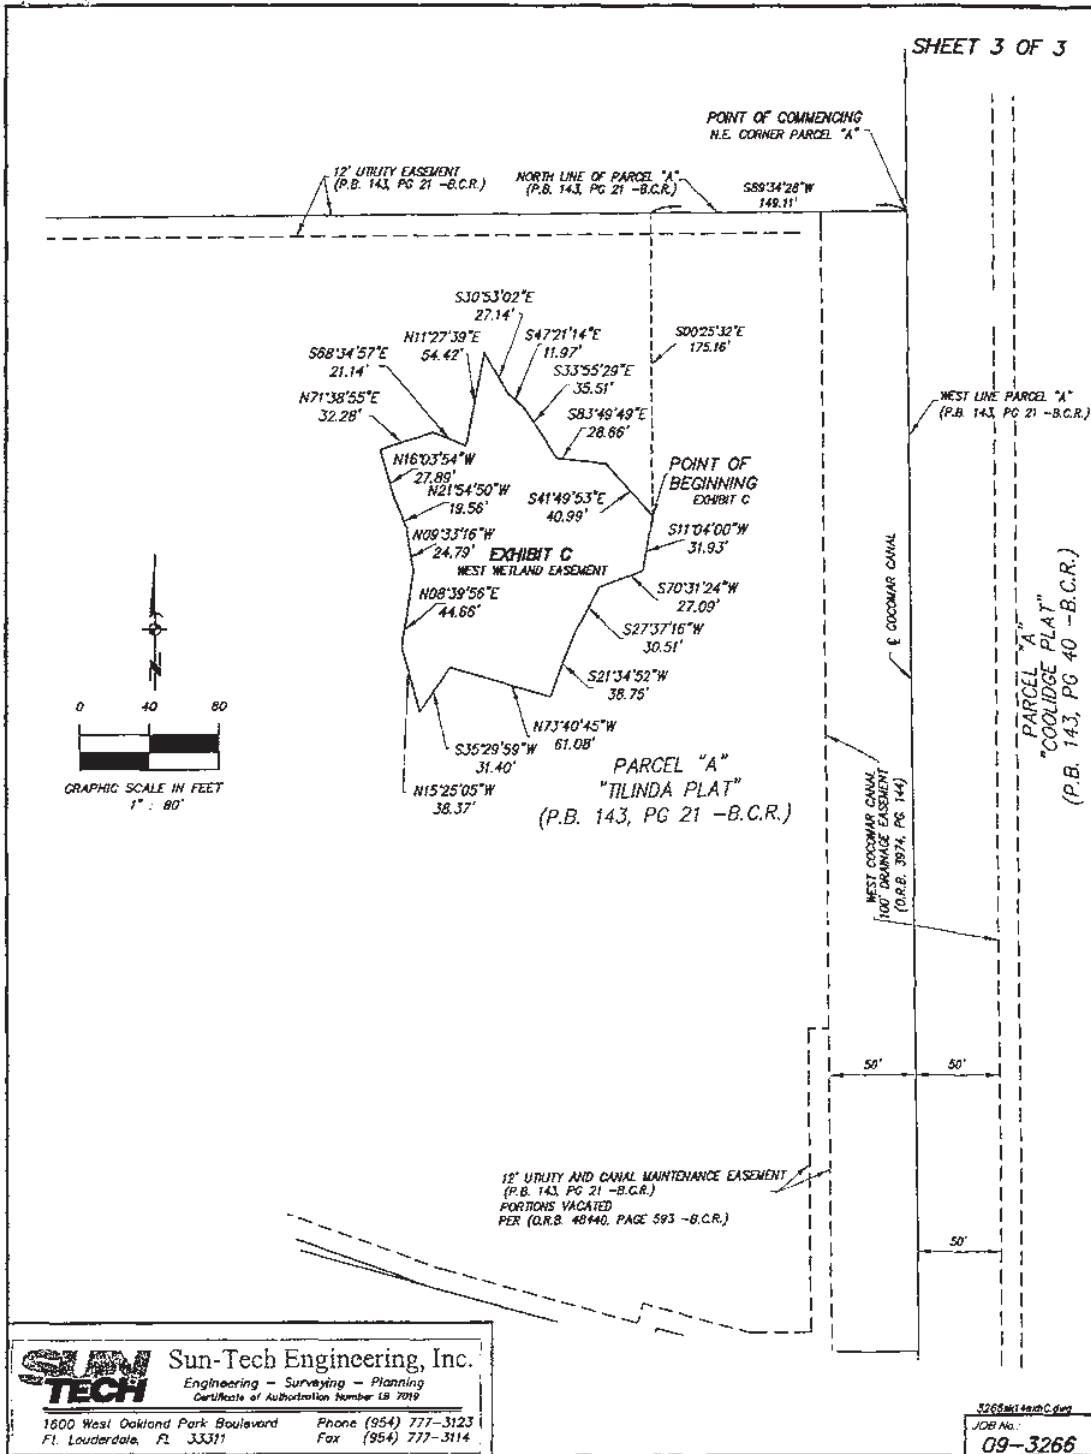 SHEET 3 OF 3
POINT OF COMMENCING
N.E. CORNER PARCEL "A"
12' UTILITY EASEMENT
(P.B. 143, PG 21 -B.C.R.)
NORTH LINE OF PARCEL "A"
(P.B. 143, PG 21 -B.C.R.)
S89°34'28"W
149.11'
S30°53'02"E
27.14'
N11°27'39"E
54.42'
S47°21'14"E
11.97'
S00°25'32"E
175.16'
S68°34'57"E
21.14'
S33°55'29"E
35.51'
N71°38'55"E
32.28'
S83°49'49"E
28.66'
WEST LINE PARCEL "A"
(P.B. 143, PG 21 -B.C.R.)
N16°03'54"W
27.89'
N21°54'50"W
19.56'
S41°49'53"E
40.99'
POINT OF
BEGINNING
EXHIBIT C
N09°33'16"W
24.79'
EXHIBIT C
WEST WETLAND EASEMENT
S11°04'00"W
31.93'
N08°39'56"E
44.66'
S70°31'24"W
27.09'
S27°37'16"W
30.51'
S21°34'52"W
38.75'
N73°40'45"W
61.08'
S35°29'59"W
31.40'
N15°25'05"W
38.37'
N
0 40 80
GRAPHIC SCALE IN FEET
1" : 80'
PARCEL "A"
"TILINDA PLAT"
(P.B. 143, PG 21 -B.C.R.)
℄ COCOMAR CANAL
PARCEL "A"
"COOLIDGE PLAT"
(P.B. 143, PG 40 -B.C.R.)
WEST COCOMAR CANAL
100' DRAINAGE EASEMENT
(O.R.B. 3974, PG 144)
50' 50'
12' UTILITY AND CANAL MAINTENANCE EASEMENT
(P.B. 143, PG 21 -B.C.R.)
PORTIONS VACATED
PER (O.R.B. 48440, PAGE 593 -B.C.R.)
50'
SUN TECH
Sun-Tech Engineering, Inc.
Engineering - Surveying - Planning
Certificate of Authorization Number LB 7019
1600 West Oakland Park Boulevard Phone (954) 777-3123
Ft. Lauderdale, FL 33311 Fax (954) 777-3114
JOB No.:
09-3266